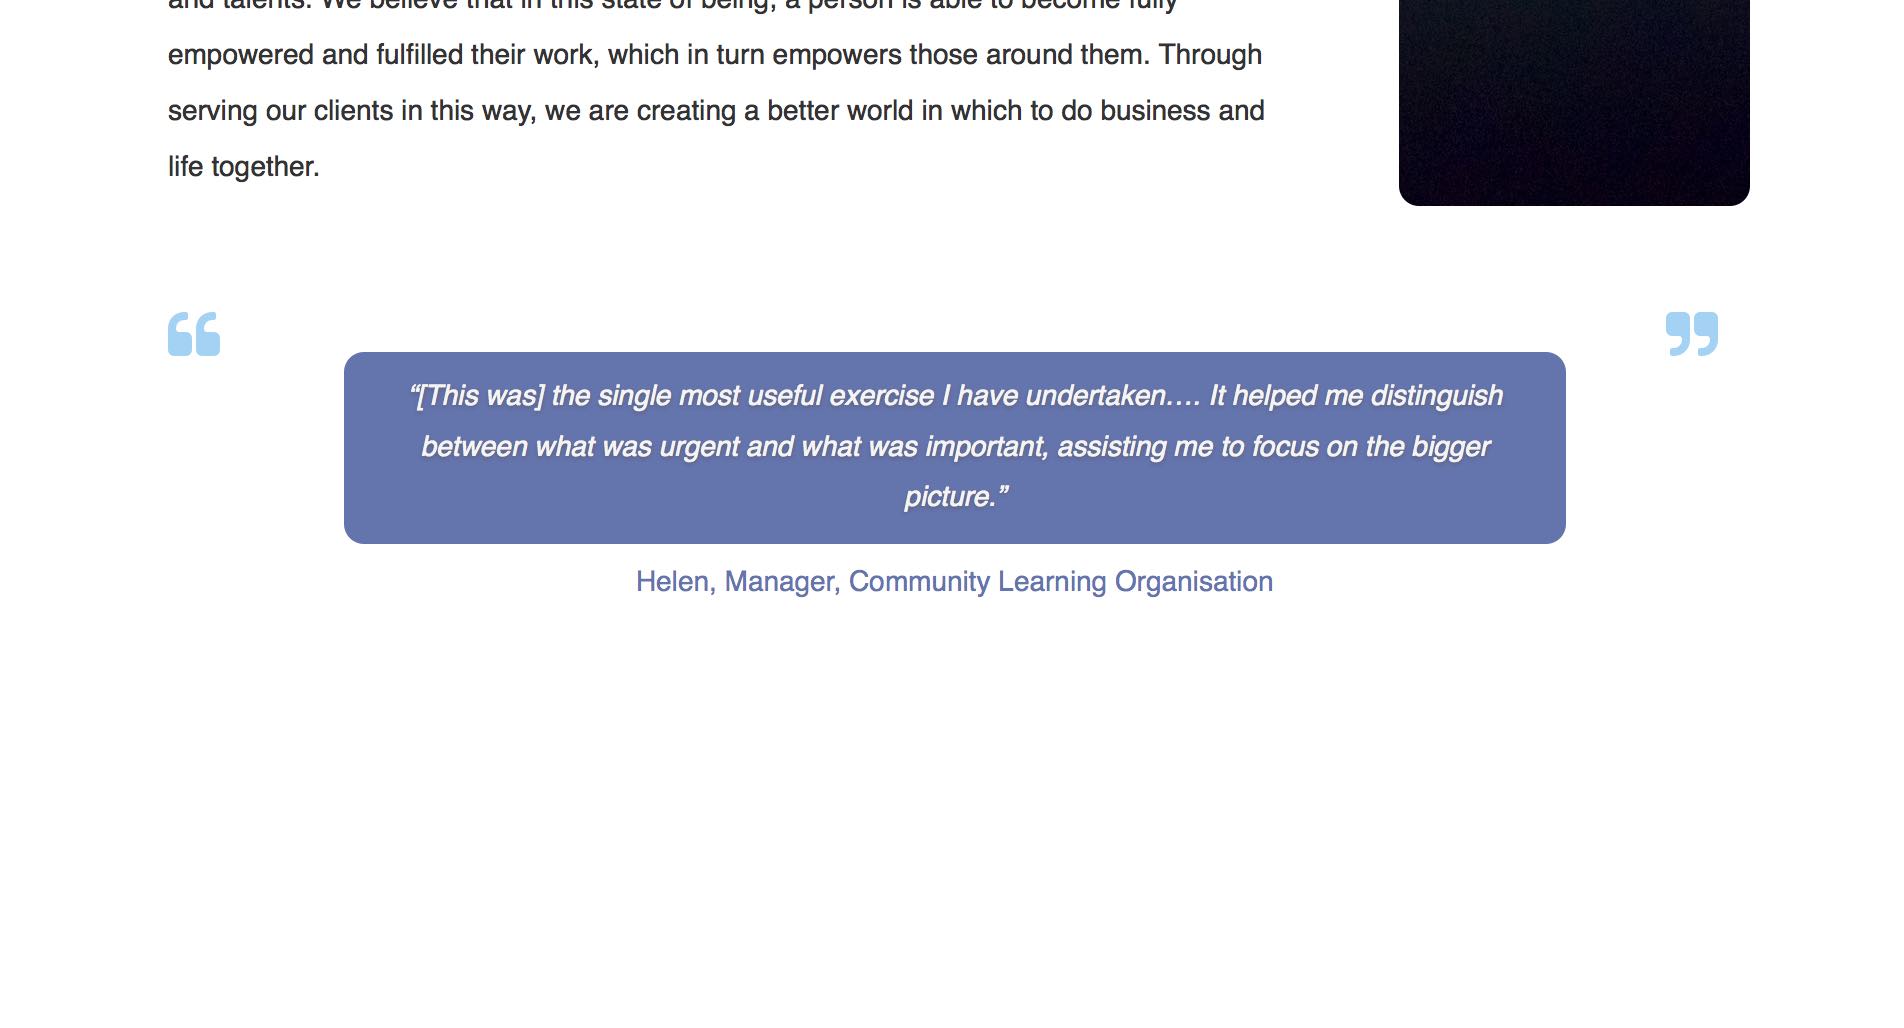 and talents. We believe that in this state of being, a person is able to become fully
empowered and fulfilled their work, which in turn empowers those around them. Through
serving our clients in this way, we are creating a better world in which to do business and
life together.
“[This was] the single most useful exercise I have undertaken…. It helped me distinguish
between what was urgent and what was important, assisting me to focus on the bigger
picture.”
Helen, Manager, Community Learning Organisation